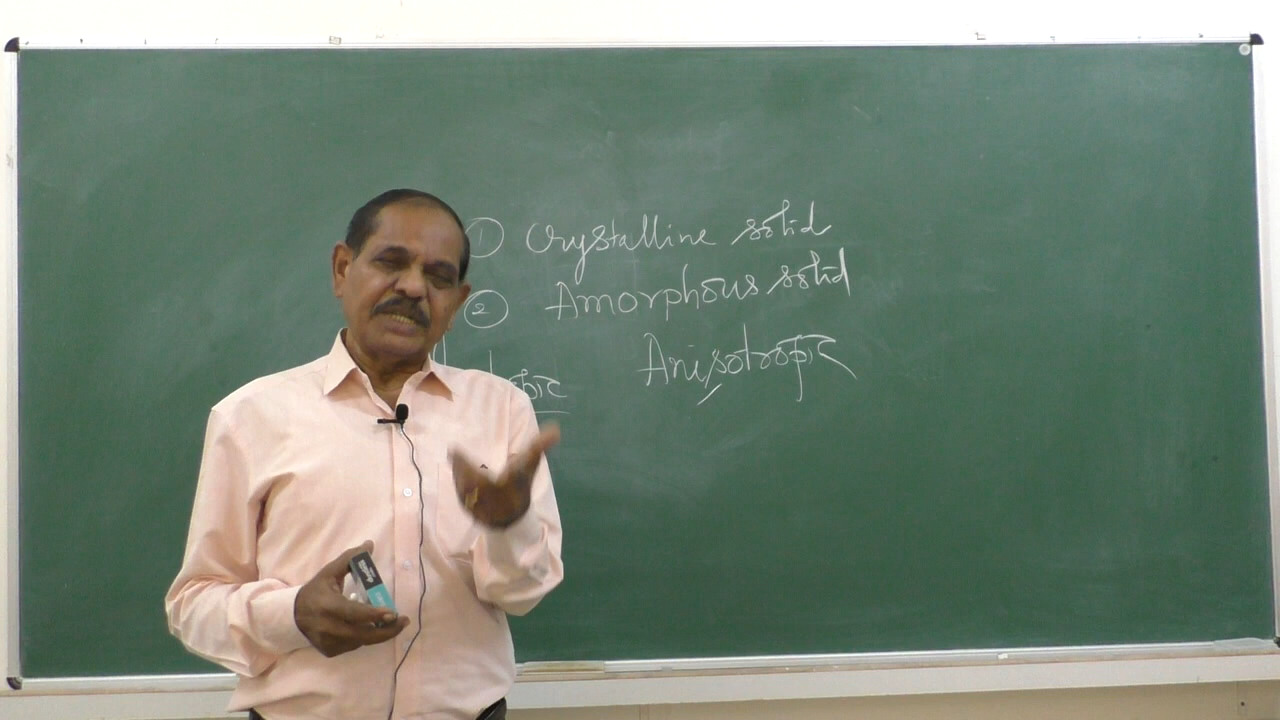 ① Crystalline solid
② Amorphous solid
Anisotropic